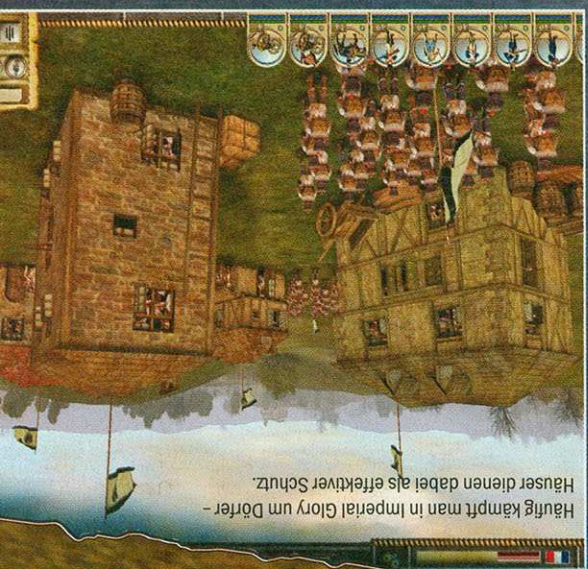 Häufig kämpft man in Imperial Glory um Dörfer –
Häuser dienen dabei als effektiver Schutz.